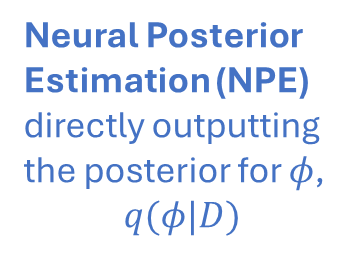 Neural Posterior
Estimation (NPE)
directly outputting
the posterior for ϕ,
q(ϕ|D)